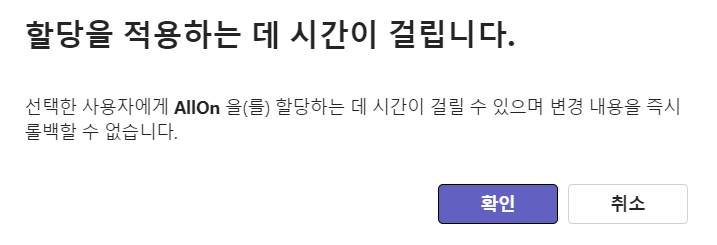 할당을 적용하는 데 시간이 걸립니다.
선택한 사용자에게 AllOn 을(를) 할당하는 데 시간이 걸릴 수 있으며 변경 내용을 즉시
롤백할 수 없습니다.
확인
취소